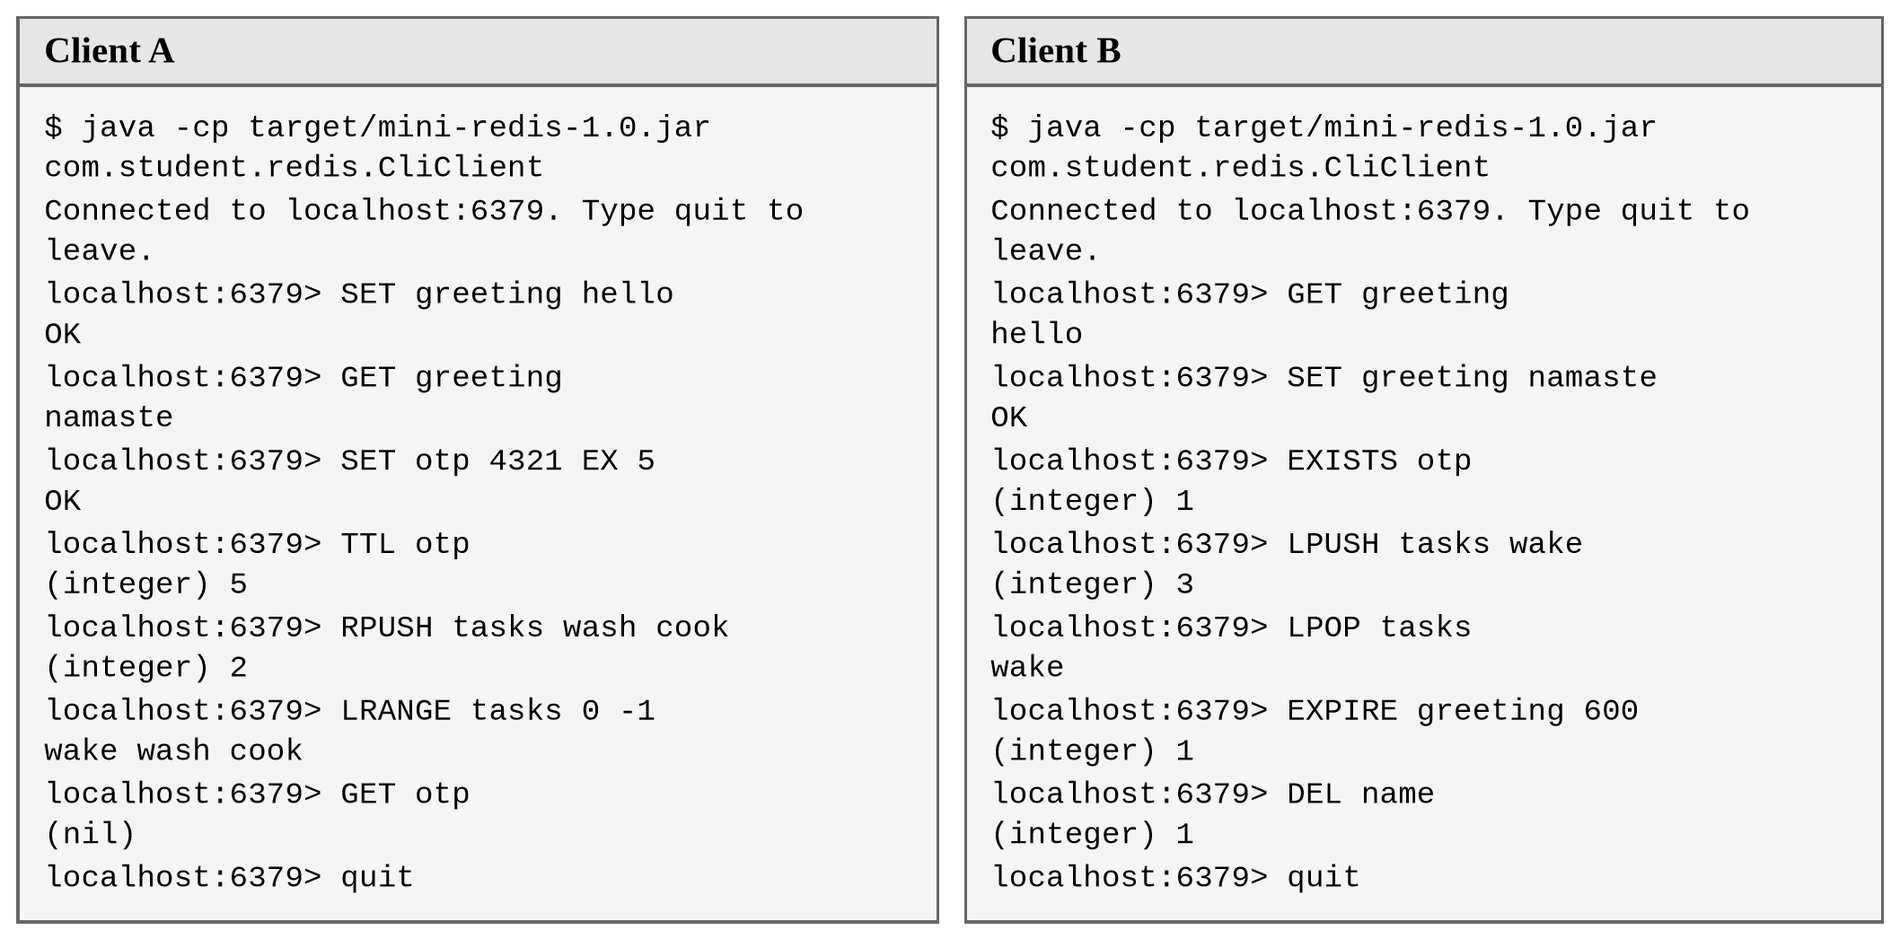 Client A
$ java -cp target/mini-redis-1.0.jar
com.student.redis.CliClient
Connected to localhost:6379. Type quit to
leave.
localhost:6379> SET greeting hello
OK
localhost:6379> GET greeting
namaste
localhost:6379> SET otp 4321 EX 5
OK
localhost:6379> TTL otp
(integer) 5
localhost:6379> RPUSH tasks wash cook
(integer) 2
localhost:6379> LRANGE tasks 0 -1
wake wash cook
localhost:6379> GET otp
(nil)
localhost:6379> quit
Client B
$ java -cp target/mini-redis-1.0.jar
com.student.redis.CliClient
Connected to localhost:6379. Type quit to
leave.
localhost:6379> GET greeting
hello
localhost:6379> SET greeting namaste
OK
localhost:6379> EXISTS otp
(integer) 1
localhost:6379> LPUSH tasks wake
(integer) 3
localhost:6379> LPOP tasks
wake
localhost:6379> EXPIRE greeting 600
(integer) 1
localhost:6379> DEL name
(integer) 1
localhost:6379> quit